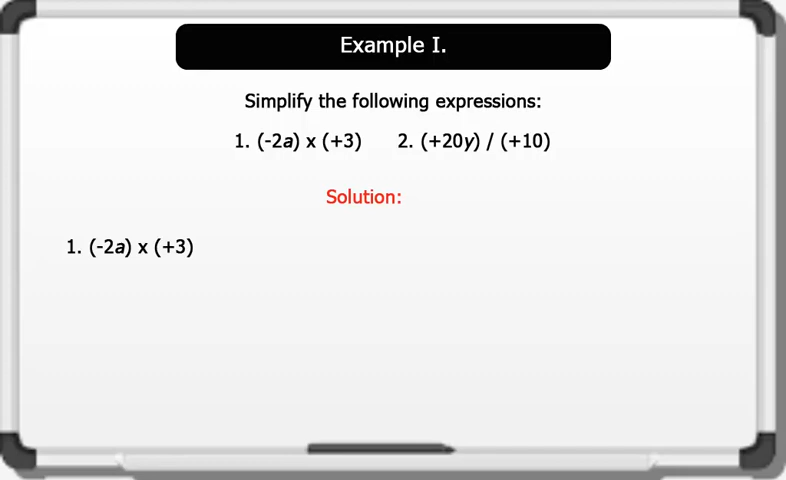 Example I.
Simplify the following expressions:
1. (-2a) x (+3) 2. (+20y) / (+10)
Solution:
1. (-2a) x (+3)